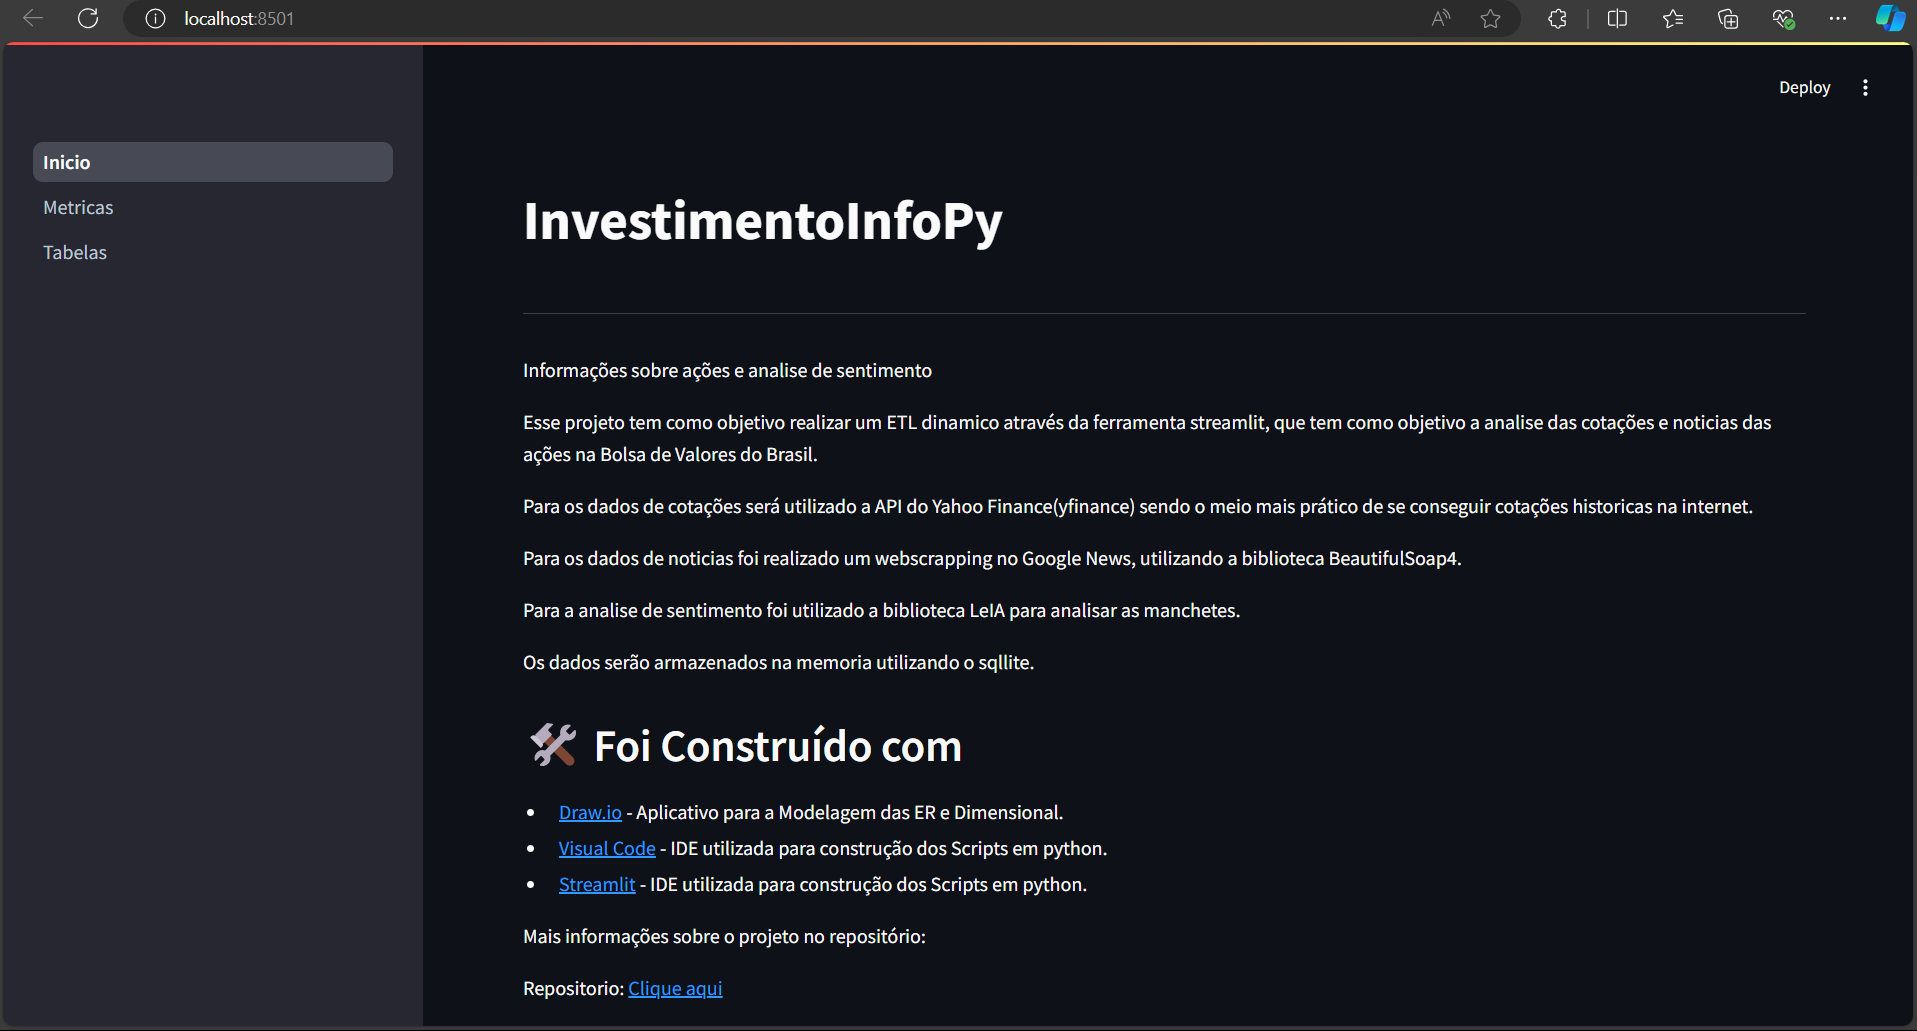 localhost:8501
Deploy
Inicio
Metricas
Tabelas
InvestimentoInfoPy
Informações sobre ações e analise de sentimento
Esse projeto tem como objetivo realizar um ETL dinamico através da ferramenta streamlit, que tem como objetivo a analise das cotações e noticias das
ações na Bolsa de Valores do Brasil.
Para os dados de cotações será utilizado a API do Yahoo Finance(yfinance) sendo o meio mais prático de se conseguir cotações historicas na internet.
Para os dados de noticias foi realizado um webscrapping no Google News, utilizando a biblioteca BeautifulSoap4.
Para a analise de sentimento foi utilizado a biblioteca LeIA para analisar as manchetes.
Os dados serão armazenados na memoria utilizando o sqllite.
🛠️ Foi Construído com
• Draw.io - Aplicativo para a Modelagem das ER e Dimensional.
• Visual Code - IDE utilizada para construção dos Scripts em python.
• Streamlit - IDE utilizada para construção dos Scripts em python.
Mais informações sobre o projeto no repositório:
Repositorio: Clique aqui